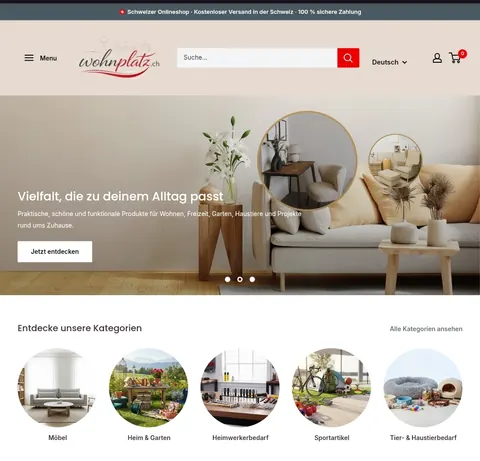 Schweizer Onlineshop · Kostenloser Versand in der Schweiz · 100 % sichere Zahlung
Menu
wohnplatz.ch
Suche...
Deutsch
0
Vielfalt, die zu deinem Alltag passt
Praktische, schöne und funktionale Produkte für Wohnen, Freizeit, Garten, Haustiere und Projekte
rund ums Zuhause.
Jetzt entdecken
Entdecke unsere Kategorien
Alle Kategorien ansehen
Möbel
Heim & Garten
Heimwerkerbedarf
Sportartikel
Tier- & Haustierbedarf